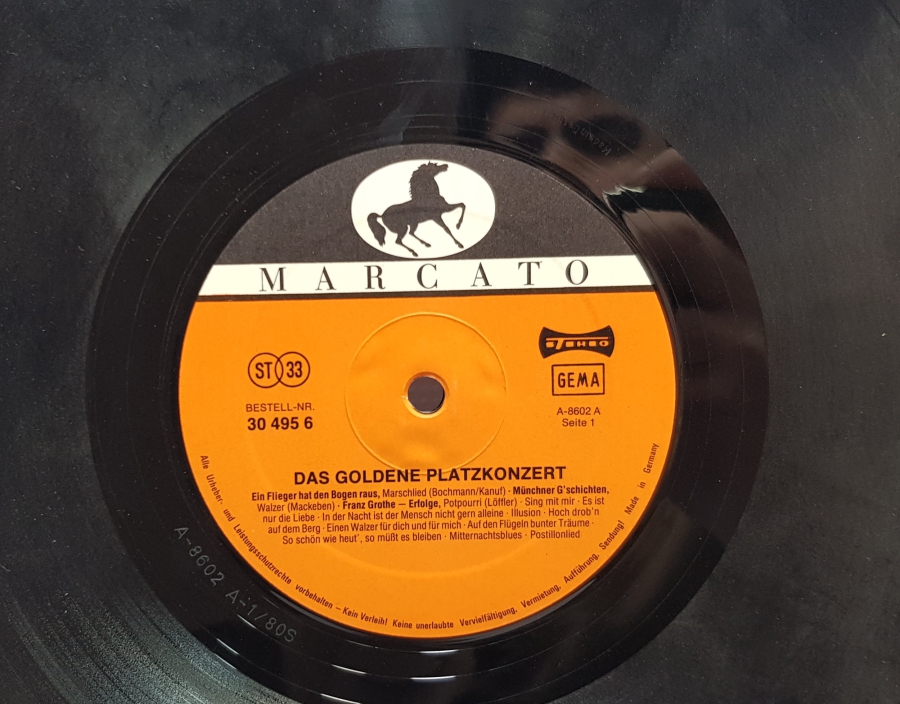 MARCATO
ST 33
BESTELL-NR.
30 495 6
STEREO
GEMA
A-8602 A
Seite 1
DAS GOLDENE PLATZKONZERT
Ein Flieger hat den Bogen raus, Marschlied (Bochmann/Kanuf) · Münchner G'schichten,
Walzer (Mackeben) · Franz Grothe – Erfolge, Potpourri (Löffler) · Sing mit mir · Es ist
nur die Liebe · In der Nacht ist der Mensch nicht gern alleine · Illusion · Hoch drob'n
auf dem Berg · Einen Walzer für dich und für mich · Auf den Flügeln bunter Träume ·
So schön wie heut', so müßt es bleiben · Mitternachtsblues · Postillonlied
Alle Urheber- und Leistungsschutzrechte vorbehalten – Kein Verleih! Keine unerlaubte Vervielfältigung, Vermietung, Aufführung, Sendung! Made in Germany
A-8602 A-1/80S